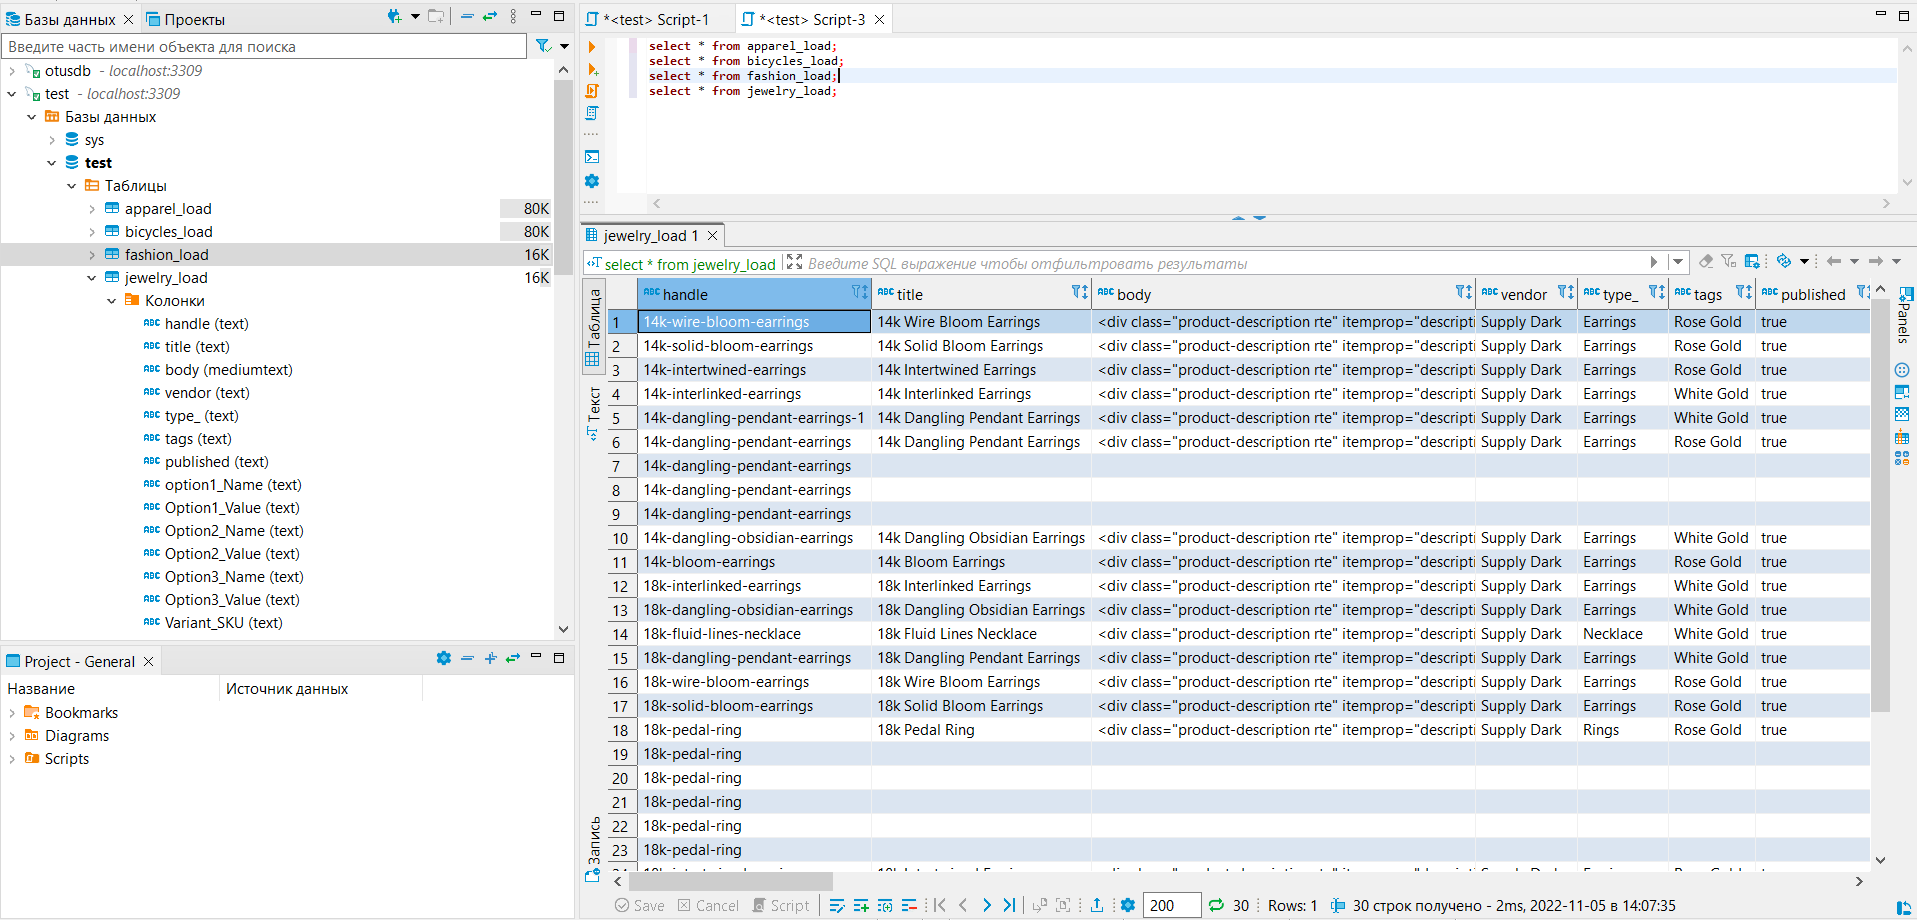 Базы данных
Проекты
Введите часть имени объекта для поиска
otusdb - localhost:3309
test - localhost:3309
Базы данных
sys
test
Таблицы
apparel_load 80K
bicycles_load 80K
fashion_load 16K
jewelry_load 16K
Колонки
ABC handle (text)
ABC title (text)
ABC body (mediumtext)
ABC vendor (text)
ABC type_ (text)
ABC tags (text)
ABC published (text)
ABC option1_Name (text)
ABC Option1_Value (text)
ABC Option2_Name (text)
ABC Option2_Value (text)
ABC Option3_Name (text)
ABC Option3_Value (text)
ABC Variant_SKU (text)
Project - General
Название Источник данных
Bookmarks
Diagrams
Scripts
*<test> Script-1
*<test> Script-3
select * from apparel_load;
select * from bicycles_load;
select * from fashion_load;
select * from jewelry_load;
jewelry_load 1
select * from jewelry_load
Введите SQL выражение чтобы отфильтровать результаты
Таблица
Текст
Запись
Panels
ABC handle ABC title ABC body ABC vendor ABC type_ ABC tags ABC published
1 14k-wire-bloom-earrings 14k Wire Bloom Earrings <div class="product-description rte" itemprop="descripti Supply Dark Earrings Rose Gold true
2 14k-solid-bloom-earrings 14k Solid Bloom Earrings <div class="product-description rte" itemprop="descripti Supply Dark Earrings Rose Gold true
3 14k-intertwined-earrings 14k Intertwined Earrings <div class="product-description rte" itemprop="descripti Supply Dark Earrings Rose Gold true
4 14k-interlinked-earrings 14k Interlinked Earrings <div class="product-description rte" itemprop="descripti Supply Dark Earrings White Gold true
5 14k-dangling-pendant-earrings-1 14k Dangling Pendant Earrings <div class="product-description rte" itemprop="descripti Supply Dark Earrings White Gold true
6 14k-dangling-pendant-earrings 14k Dangling Pendant Earrings <div class="product-description rte" itemprop="descripti Supply Dark Earrings Rose Gold true
7 14k-dangling-pendant-earrings
8 14k-dangling-pendant-earrings
9 14k-dangling-pendant-earrings
10 14k-dangling-obsidian-earrings 14k Dangling Obsidian Earrings <div class="product-description rte" itemprop="descripti Supply Dark Earrings White Gold true
11 14k-bloom-earrings 14k Bloom Earrings <div class="product-description rte" itemprop="descripti Supply Dark Earrings Rose Gold true
12 18k-interlinked-earrings 18k Interlinked Earrings <div class="product-description rte" itemprop="descripti Supply Dark Earrings White Gold true
13 18k-dangling-obsidian-earrings 18k Dangling Obsidian Earrings <div class="product-description rte" itemprop="descripti Supply Dark Earrings White Gold true
14 18k-fluid-lines-necklace 18k Fluid Lines Necklace <div class="product-description rte" itemprop="descripti Supply Dark Necklace White Gold true
15 18k-dangling-pendant-earrings 18k Dangling Pendant Earrings <div class="product-description rte" itemprop="descripti Supply Dark Earrings White Gold true
16 18k-wire-bloom-earrings 18k Wire Bloom Earrings <div class="product-description rte" itemprop="descripti Supply Dark Earrings Rose Gold true
17 18k-solid-bloom-earrings 18k Solid Bloom Earrings <div class="product-description rte" itemprop="descripti Supply Dark Earrings Rose Gold true
18 18k-pedal-ring 18k Pedal Ring <div class="product-description rte" itemprop="descripti Supply Dark Rings Rose Gold true
19 18k-pedal-ring
20 18k-pedal-ring
21 18k-pedal-ring
22 18k-pedal-ring
23 18k-pedal-ring
Save Cancel Script 200 30 Rows: 1 30 строк получено - 2ms, 2022-11-05 в 14:07:35